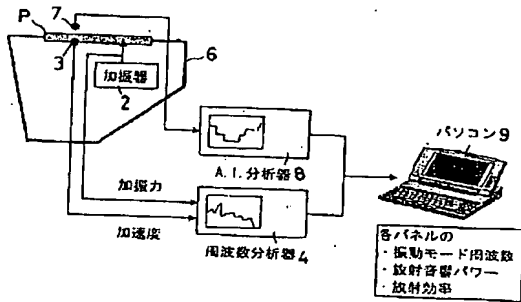 7
P
3
加振器
2
6
A.I.分析器8
加振力
加速度
周波数分析器4
パソコン9
各パネルの
・振動モード周波数
・放射音響パワー
・放射効率